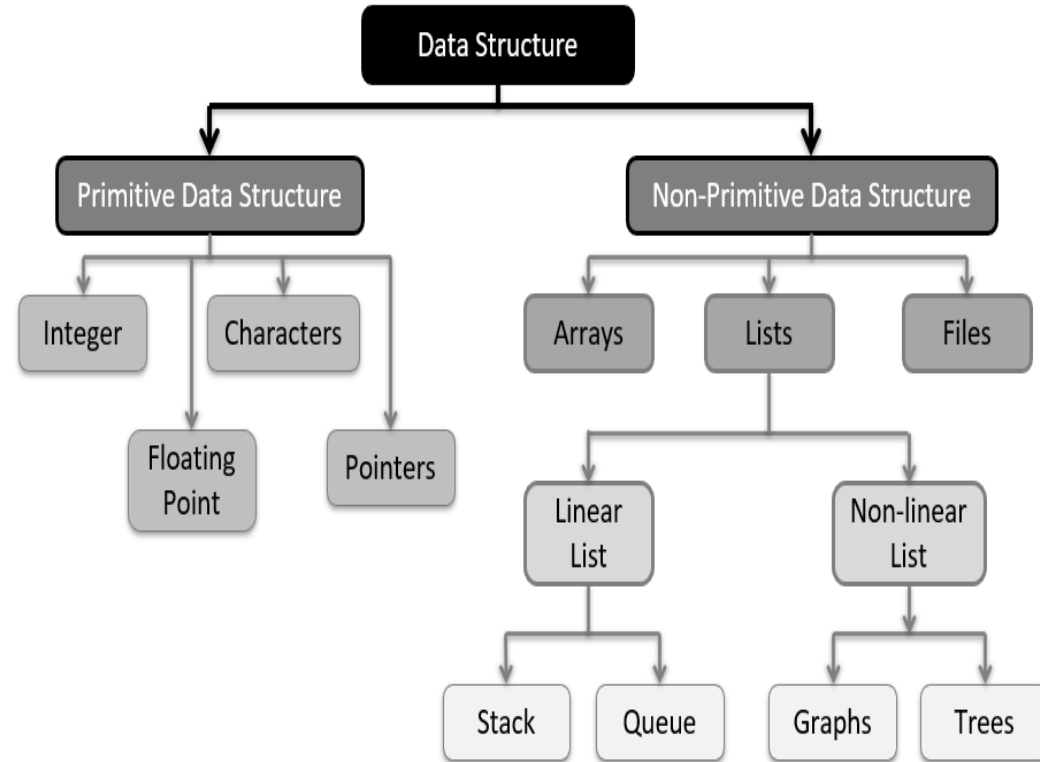 Data Structure
Primitive Data Structure
Non-Primitive Data Structure
Integer
Characters
Arrays
Lists
Files
Floating
Point
Pointers
Linear
List
Non-linear
List
Stack
Queue
Graphs
Trees